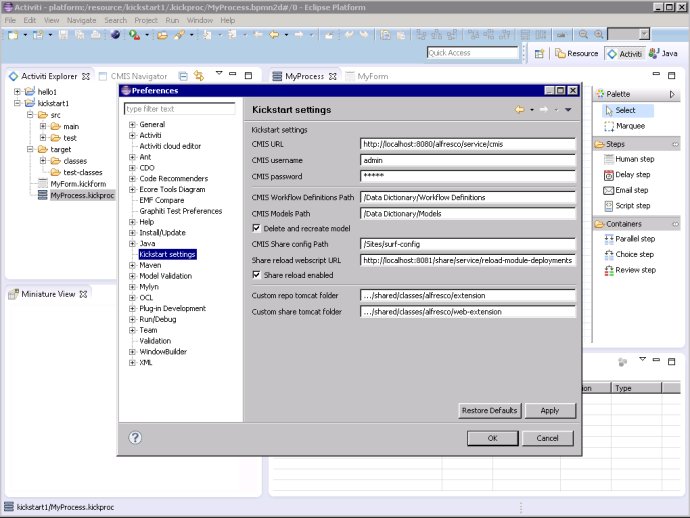 Activiti - platform:/resource/kickstart1/.kickproc/MyProcess.bpmn2d#/0 - Eclipse Platform
File Edit View Navigate Search Project Run Window Help
Quick Access
Resource Activiti Java
Activiti Explorer CMIS Navigator MyProcess MyForm
hello1
kickstart1
src
main
test
target
classes
test-classes
MyForm.kickform
MyProcess.kickproc
Miniature View
Preferences
type filter text
General
Activiti
Activiti cloud editor
Ant
CDO
Code Recommenders
Ecore Tools Diagram
EMF Compare
Graphiti Test Preferences
Help
Install/Update
Java
Kickstart settings
Maven
Model Validation
Mylyn
OCL
Plug-in Development
Run/Debug
Team
Validation
WindowBuilder
XML
Kickstart settings
Kickstart settings
CMIS URL http://localhost:8080/alfresco/service/cmis
CMIS username admin
CMIS password *****
CMIS Workflow Definitions Path /Data Dictionary/Workflow Definitions
CMIS Models Path /Data Dictionary/Models
Delete and recreate model
CMIS Share config Path /Sites/surf-config
Share reload webscript URL http://localhost:8081/share/service/reload-module-deployments
Share reload enabled
Custom repo tomcat folder .../shared/classes/alfresco/extension
Custom share tomcat folder .../shared/classes/alfresco/web-extension
Restore Defaults Apply
OK Cancel
Palette
Select
Marquee
Steps
Human step
Delay step
Email step
Script step
Containers
Parallel step
Choice step
Review step
Type
kickstart1/MyProcess.kickproc